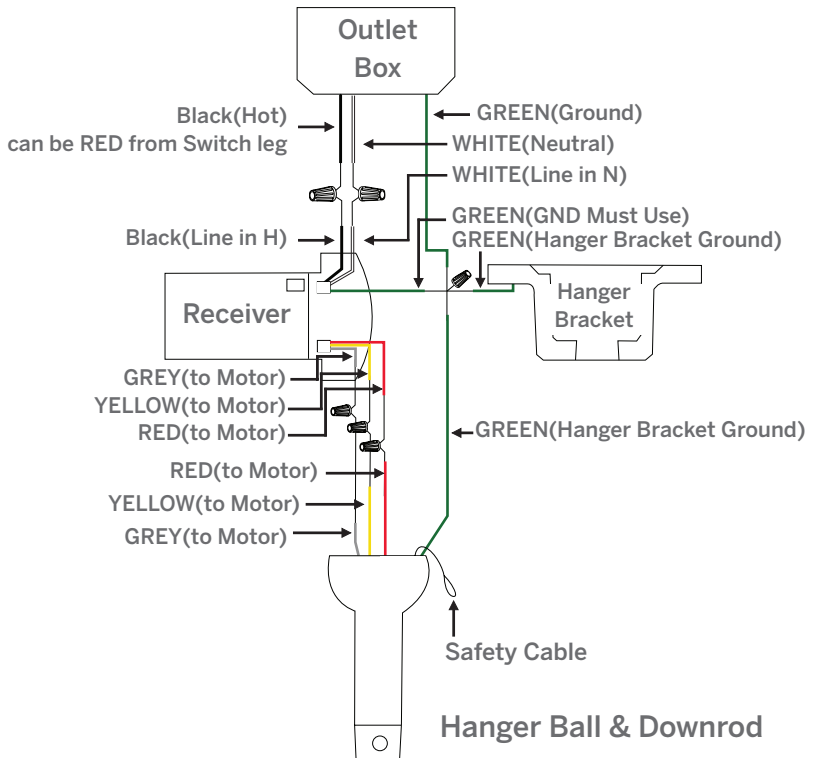 Outlet
Box
Black(Hot)
can be RED from Switch leg
GREEN(Ground)
WHITE(Neutral)
WHITE(Line in N)
GREEN(GND Must Use)
Black(Line in H)
GREEN(Hanger Bracket Ground)
Receiver
Hanger
Bracket
GREY(to Motor)
YELLOW(to Motor)
RED(to Motor)
GREEN(Hanger Bracket Ground)
RED(to Motor)
YELLOW(to Motor)
GREY(to Motor)
Safety Cable
Hanger Ball & Downrod